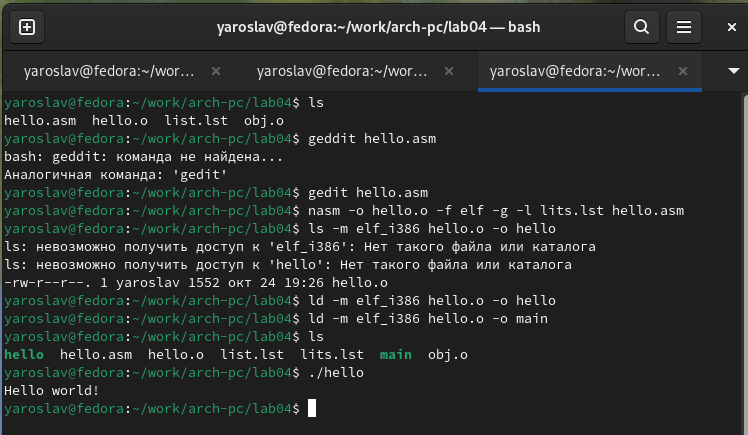 yaroslav@fedora:~/work/arch-pc/lab04 — bash
yaroslav@fedora:~/wor... yaroslav@fedora:~/wor... yaroslav@fedora:~/wor...
yaroslav@fedora:~/work/arch-pc/lab04$ ls
hello.asm  hello.o  list.lst  obj.o
yaroslav@fedora:~/work/arch-pc/lab04$ geddit hello.asm
bash: geddit: команда не найдена...
Аналогичная команда: 'gedit'
yaroslav@fedora:~/work/arch-pc/lab04$ gedit hello.asm
yaroslav@fedora:~/work/arch-pc/lab04$ nasm -o hello.o -f elf -g -l lits.lst hello.asm
yaroslav@fedora:~/work/arch-pc/lab04$ ls -m elf_i386 hello.o -o hello
ls: невозможно получить доступ к 'elf_i386': Нет такого файла или каталога
ls: невозможно получить доступ к 'hello': Нет такого файла или каталога
-rw-r--r--. 1 yaroslav 1552 окт 24 19:26 hello.o
yaroslav@fedora:~/work/arch-pc/lab04$ ld -m elf_i386 hello.o -o hello
yaroslav@fedora:~/work/arch-pc/lab04$ ld -m elf_i386 hello.o -o main
yaroslav@fedora:~/work/arch-pc/lab04$ ls
hello  hello.asm  hello.o  list.lst  lits.lst  main  obj.o
yaroslav@fedora:~/work/arch-pc/lab04$ ./hello
Hello world!
yaroslav@fedora:~/work/arch-pc/lab04$